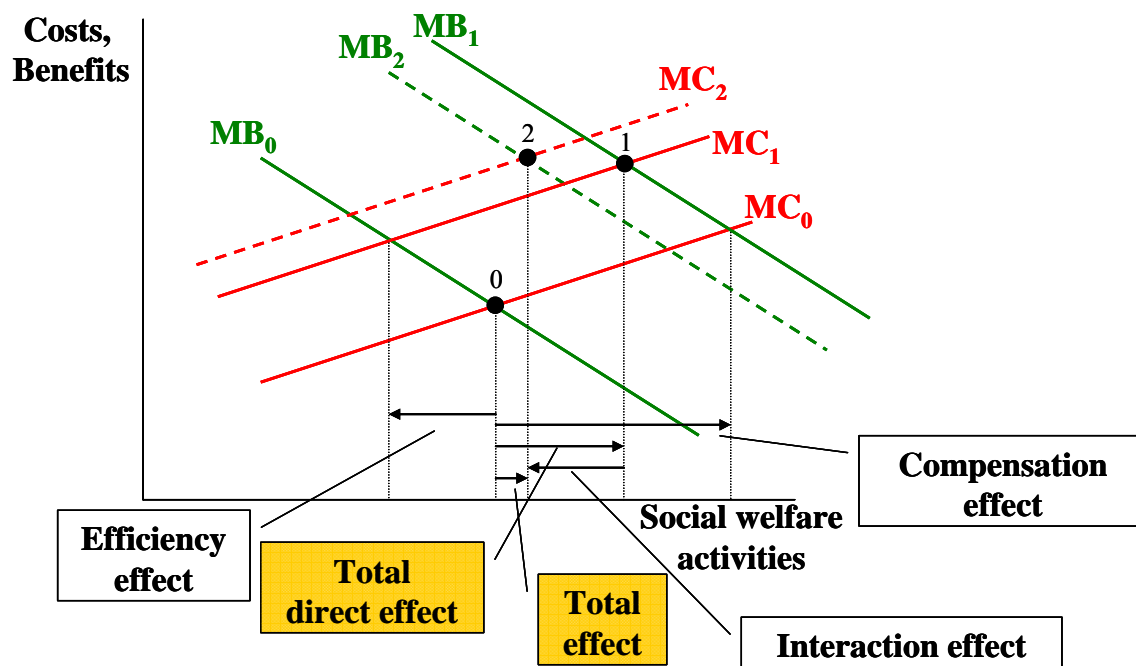 Costs,
Benefits
MB₁
MB₂
MC₂
MB₀
2
1
MC₁
MC₀
0
Compensation
effect
Social welfare
activities
Efficiency
effect
Total
direct effect
Total
effect
Interaction effect